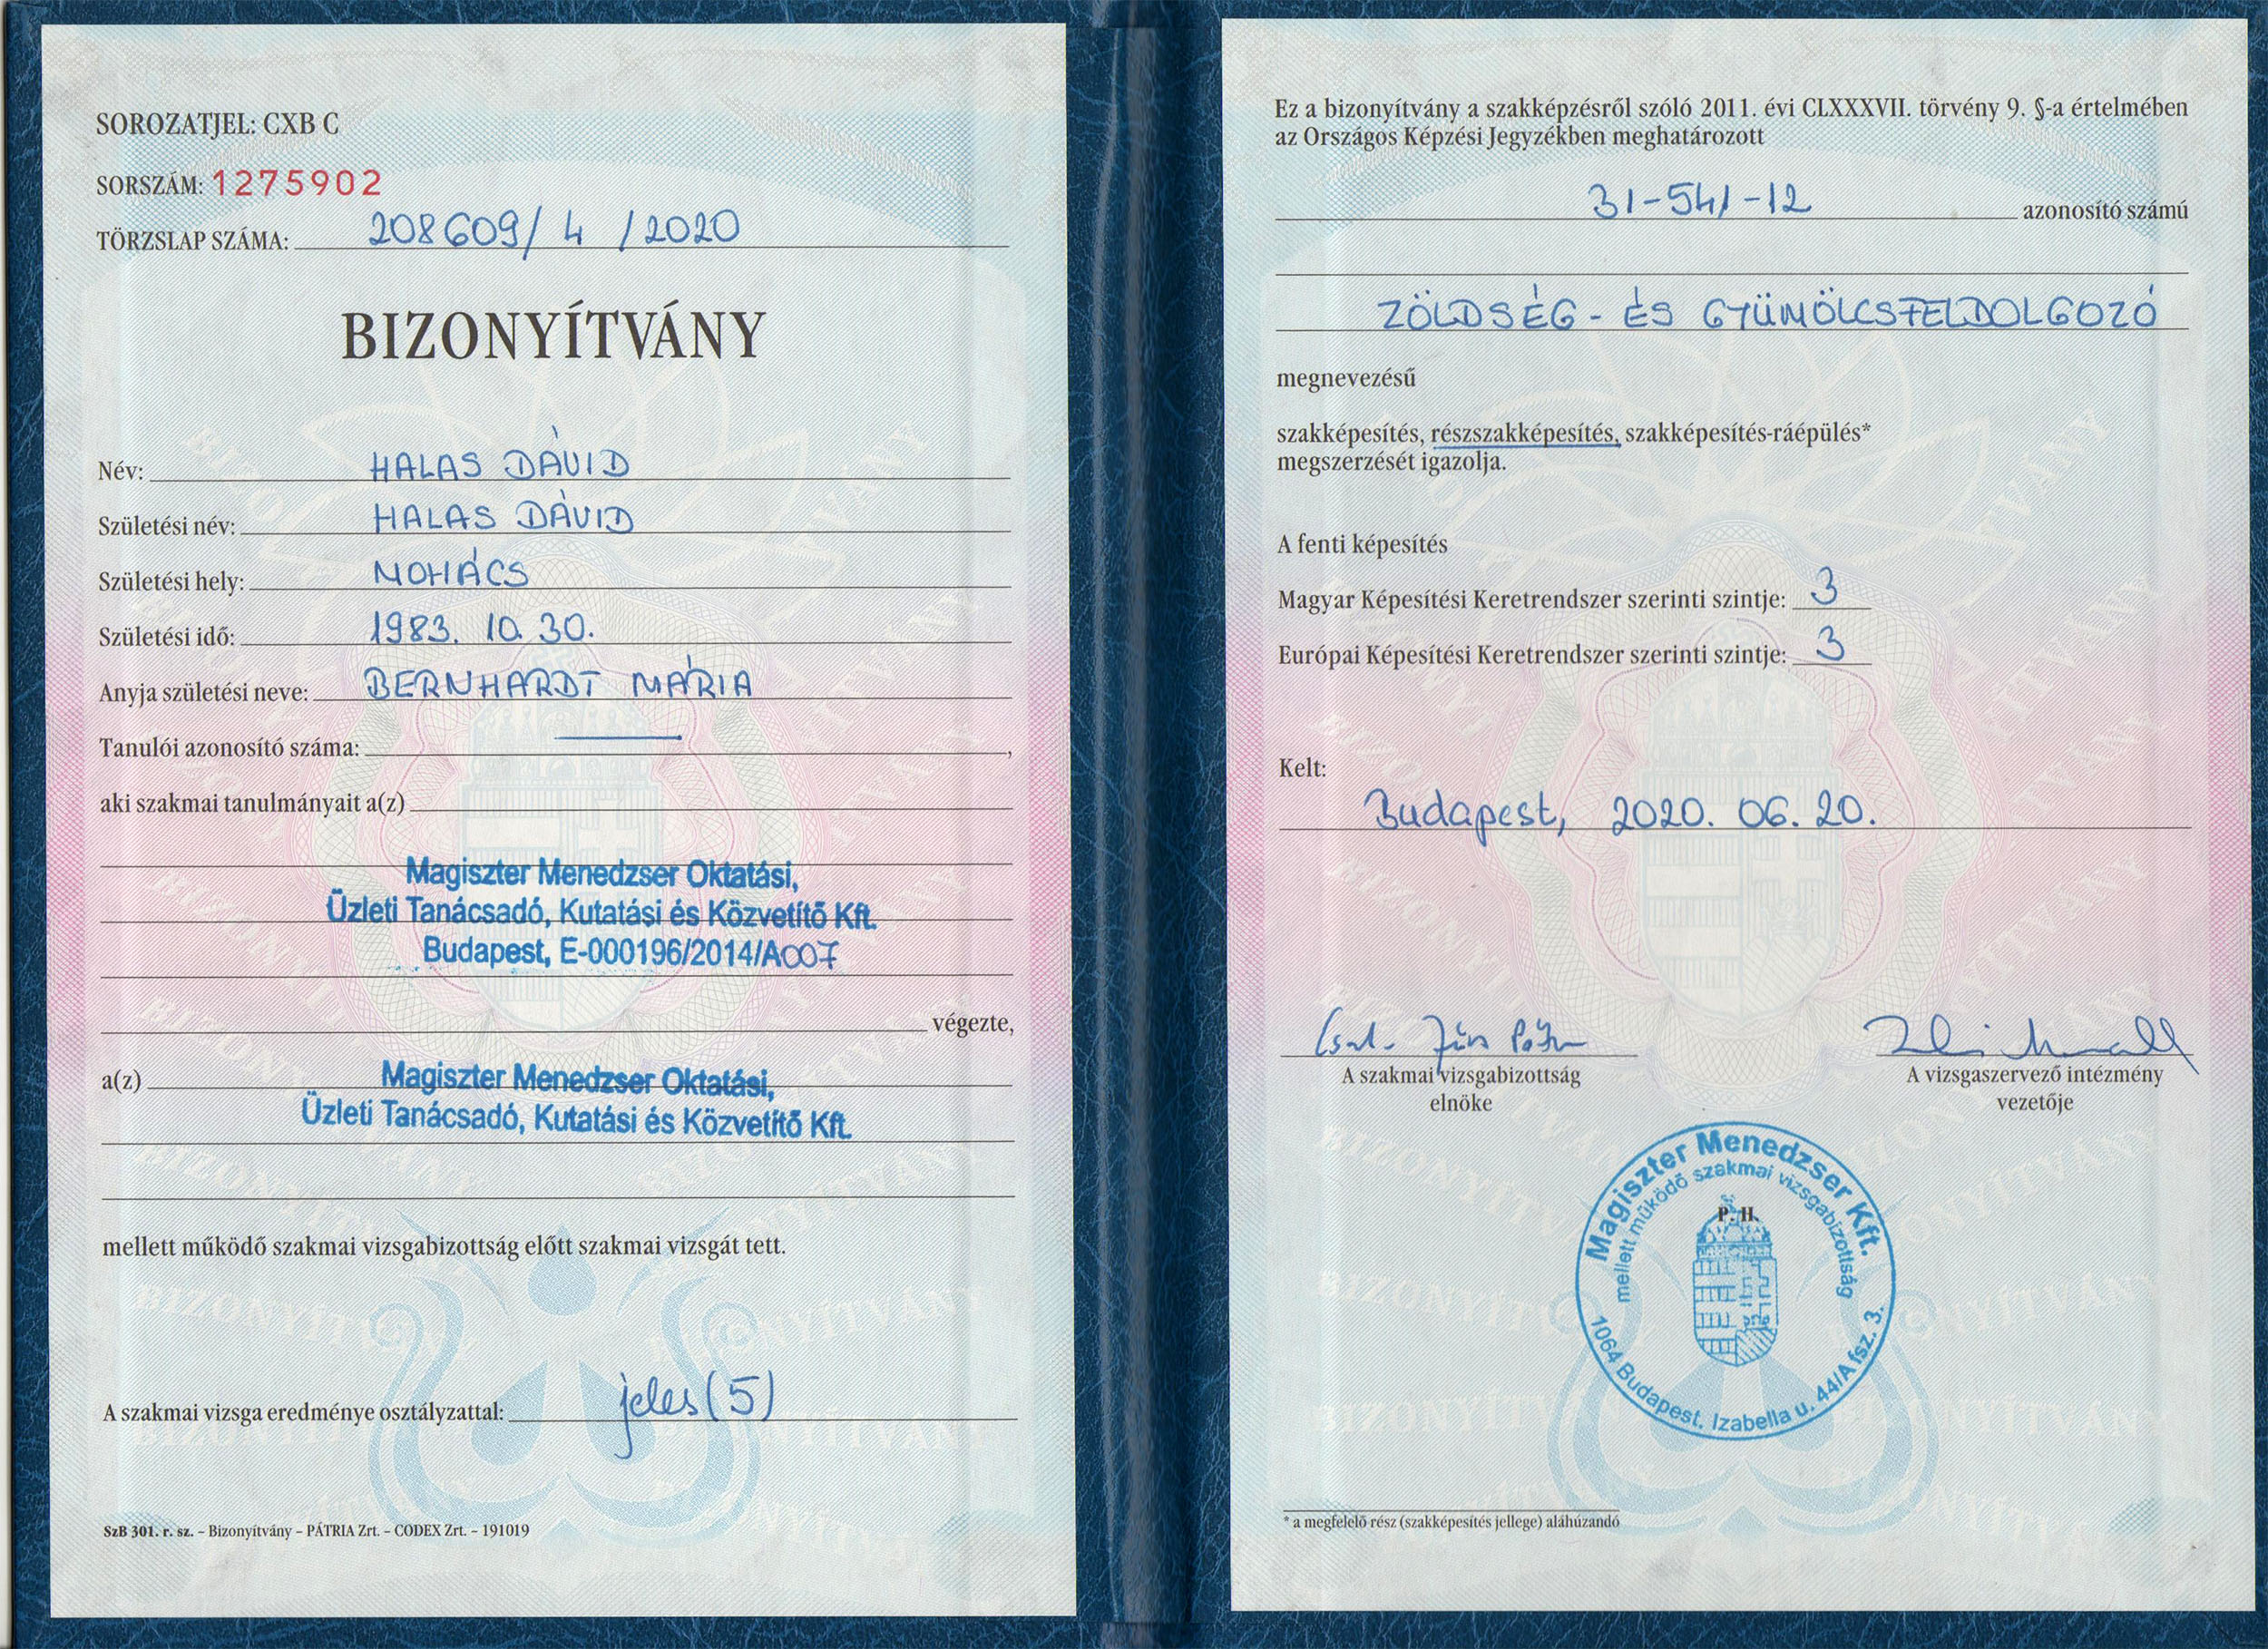 SOROZATJEL: CXB C
SORSZÁM: 1275902
TÖRZSLAP SZÁMA: 208609/4/2020
BIZONYÍTVÁNY
Név: HALAS DÁVID
Születési név: HALAS DÁVID
Születési hely: MOHÁCS
Születési idő: 1983. 10. 30.
Anyja születési neve: BERNHARDT MÁRIA
Tanulói azonosító száma: ,
aki szakmai tanulmányait a(z)
Magiszter Menedzser Oktatási,
Üzleti Tanácsadó, Kutatási és Közvetítő Kft.
Budapest, E-000196/2014/A007
végezte,
a(z) Magiszter Menedzser Oktatási,
Üzleti Tanácsadó, Kutatási és Közvetítő Kft.
mellett működő szakmai vizsgabizottság előtt szakmai vizsgát tett.
A szakmai vizsga eredménye osztályzattal: jeles (5)
SzB 301. r. sz. – Bizonyítvány – PÁTRIA Zrt. – CODEX Zrt. – 191019
Ez a bizonyítvány a szakképzésről szóló 2011. évi CLXXXVII. törvény 9. §-a értelmében
az Országos Képzési Jegyzékben meghatározott
31-541-12 azonosító számú
ZÖLDSÉG- ÉS GYÜMÖLCSFELDOLGOZÓ
megnevezésű
szakképesítés, részszakképesítés, szakképesítés-ráépülés*
megszerzését igazolja.
A fenti képesítés
Magyar Képesítési Keretrendszer szerinti szintje: 3
Európai Képesítési Keretrendszer szerinti szintje: 3
Kelt:
Budapest, 2020. 06. 20.
A szakmai vizsgabizottság
elnöke
A vizsgaszervező intézmény
vezetője
Magiszter Menedzser Kft.
mellett működő szakmai vizsgabizottság
P. H.
1064 Budapest. Izabella u. 44/A fsz. 3.
* a megfelelő rész (szakképesítés jellege) aláhúzandó